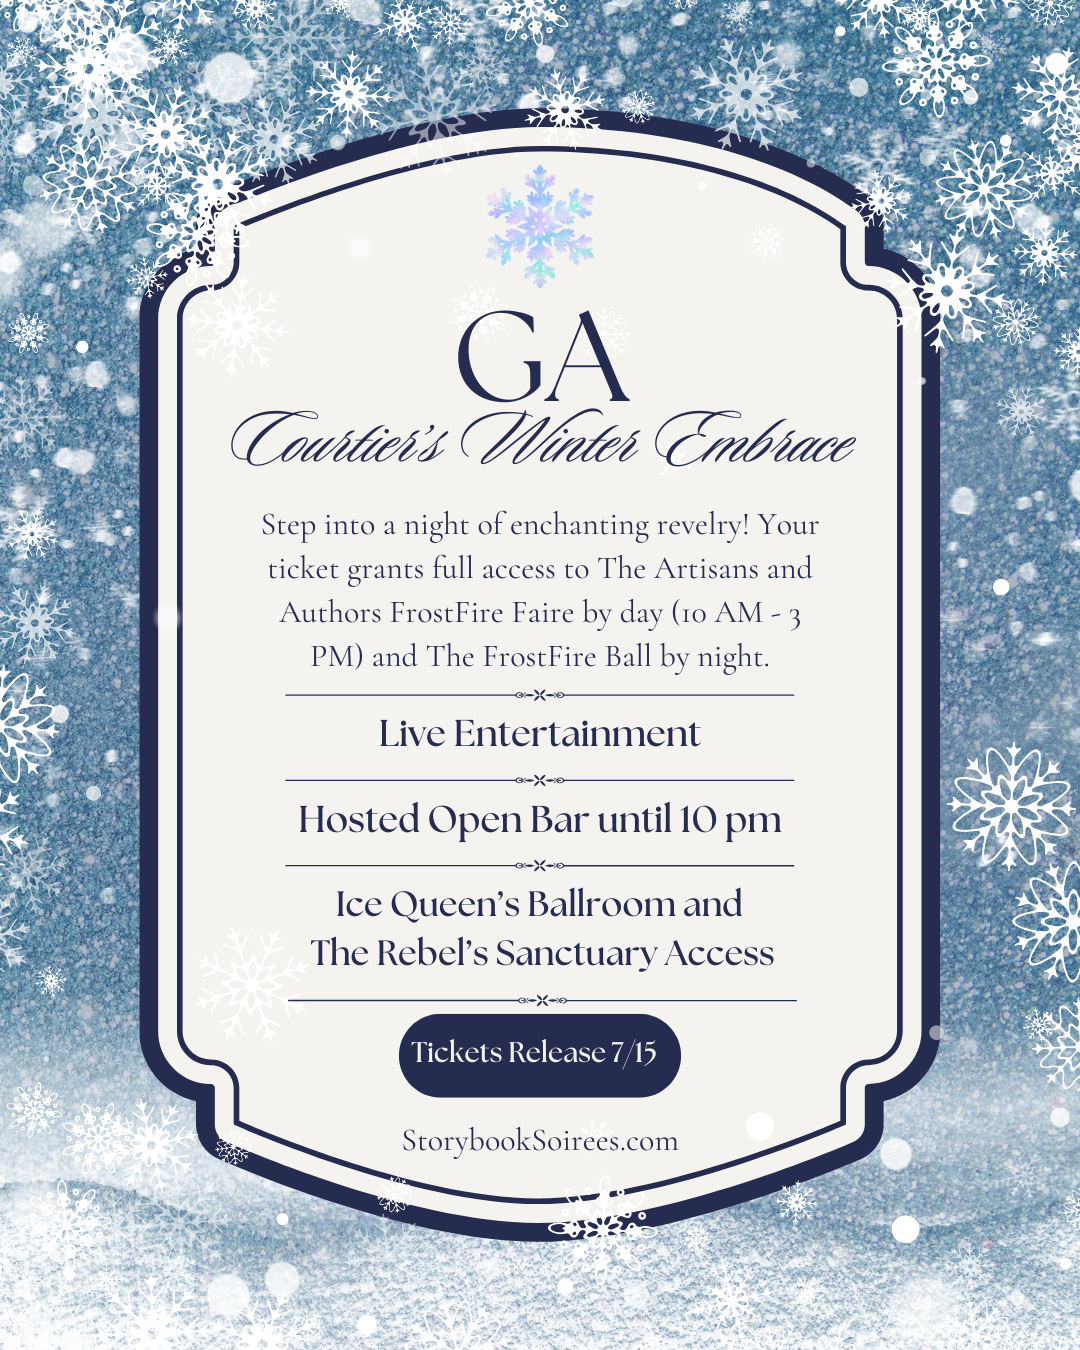 GA
Courtier's Winter Embrace
Step into a night of enchanting revelry! Your
ticket grants full access to The Artisans and
Authors FrostFire Faire by day (10 AM - 3
PM) and The FrostFire Ball by night.
Live Entertainment
Hosted Open Bar until 10 pm
Ice Queen's Ballroom and
The Rebel's Sanctuary Access
Tickets Release 7/15
StorybookSoirees.com